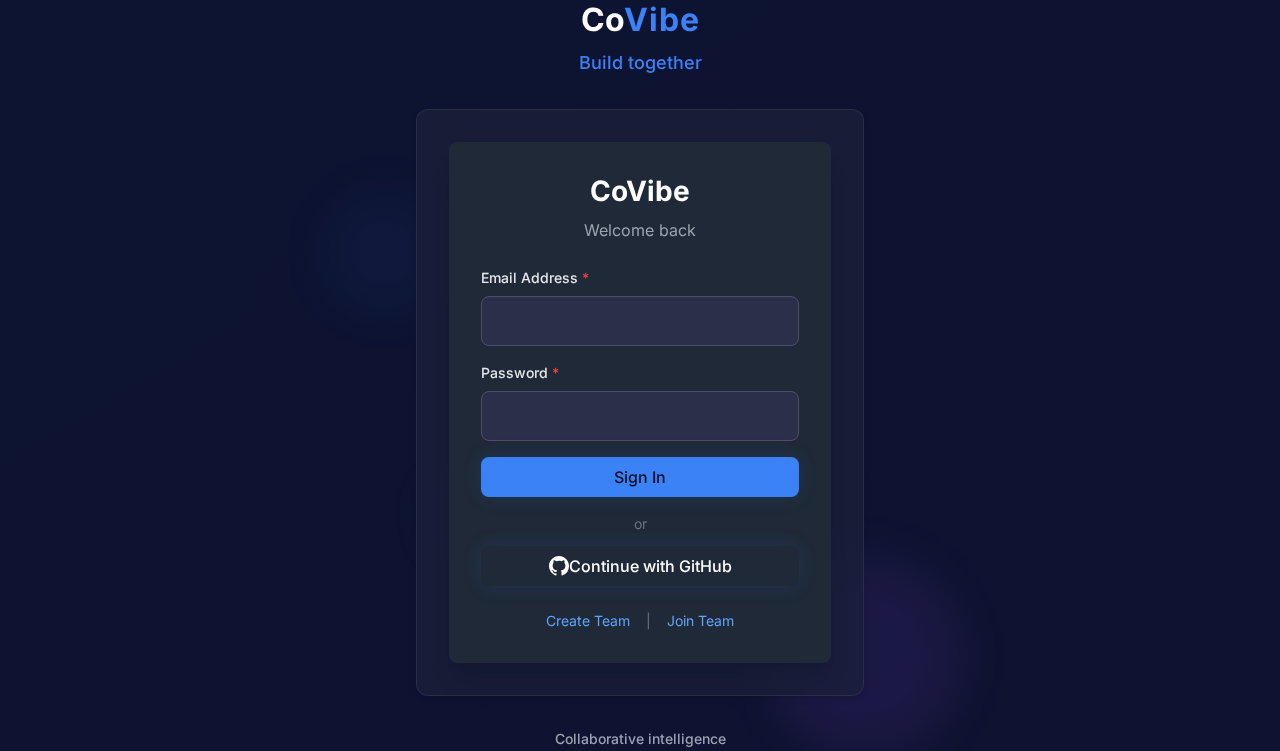 CoVibe
Build together
CoVibe
Welcome back
Email Address *
Password *
Sign In
or
Continue with GitHub
Create Team | Join Team
Collaborative intelligence